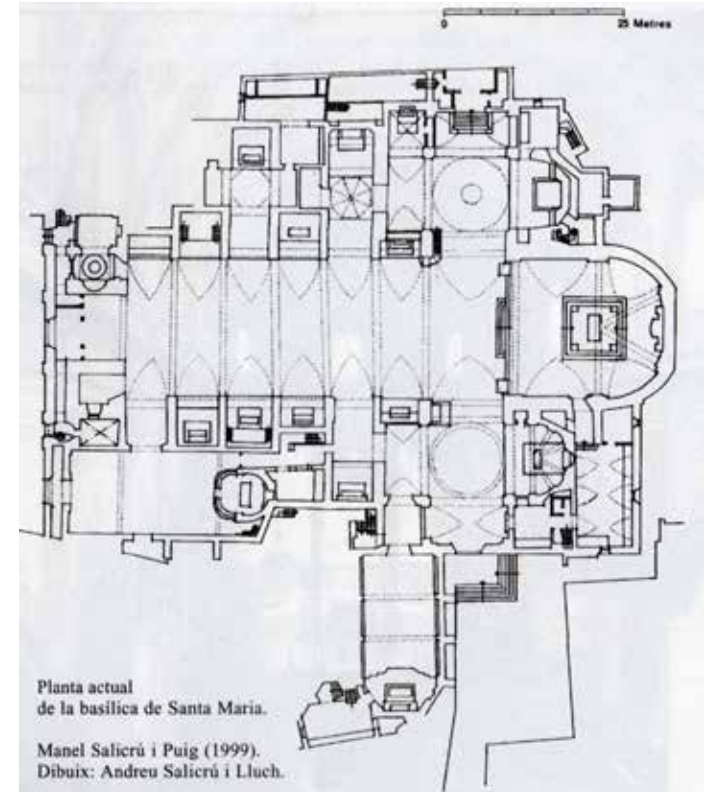 0 25 Metres
Planta actual
de la basílica de Santa Maria.
Manel Salicrú i Puig (1999).
Dibuix: Andreu Salicrú i Lluch.